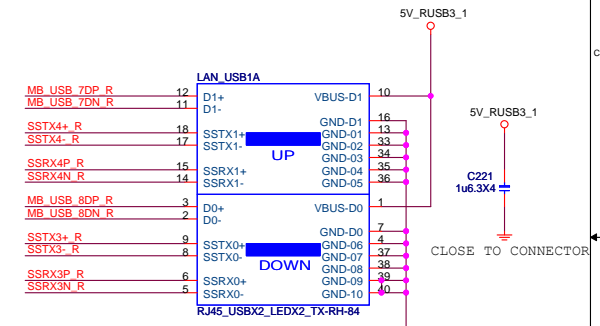 5V_RUSB3_1
C
LAN_USB1A
MB_USB_7DP_R 12 D1+ VBUS-D1 10
MB_USB_7DN_R 11 D1-
5V_RUSB3_1
GND-D1 16
SSTX4+_R 18 SSTX1+ GND-01 13
SSTX4-_R 17 SSTX1- GND-02 33
UP GND-03 34
SSRX4P_R 15 SSRX1+ GND-04 35
SSRX4N_R 14 SSRX1- GND-05 36
C221
1u6.3X4
MB_USB_8DP_R 3 D0+ VBUS-D0 1
MB_USB_8DN_R 2 D0-
GND-D0 7
SSTX3+_R 9 SSTX0+ GND-06 4
SSTX3-_R 8 SSTX0- GND-07 37
CLOSE TO CONNECTOR
DOWN GND-08 38
SSRX3P_R 6 SSRX0+ GND-09 39
SSRX3N_R 5 SSRX0- GND-10 40
RJ45_USBX2_LEDX2_TX-RH-84